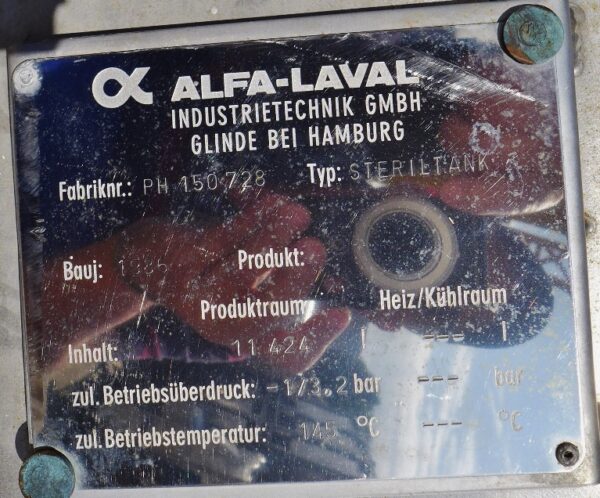 α ALFA-LAVAL
INDUSTRIETECHNIK GMBH
GLINDE BEI HAMBURG
Fabriknr.: PH 150 728 Typ: STERILTANK
Bauj: 1986 Produkt:
Produktraum Heiz/Kühlraum
Inhalt: 11 424 l --- l
zul. Betriebsüberdruck: -1/3.2 bar --- bar
zul. Betriebstemperatur: 145 °C --- °C